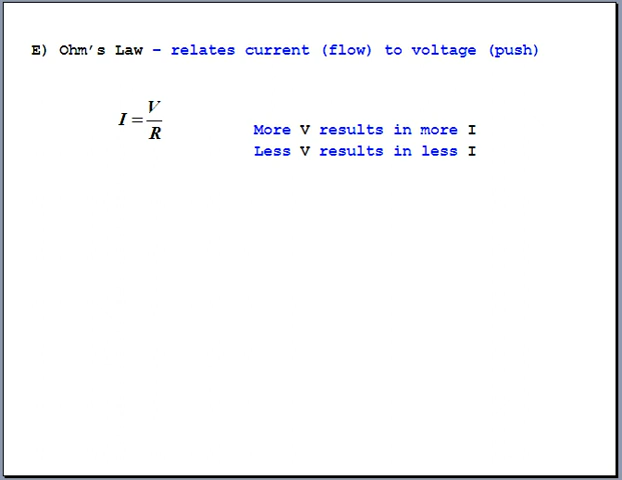 E) Ohm's Law – relates current (flow) to voltage (push)
I = V/R
More V results in more I
Less V results in less I